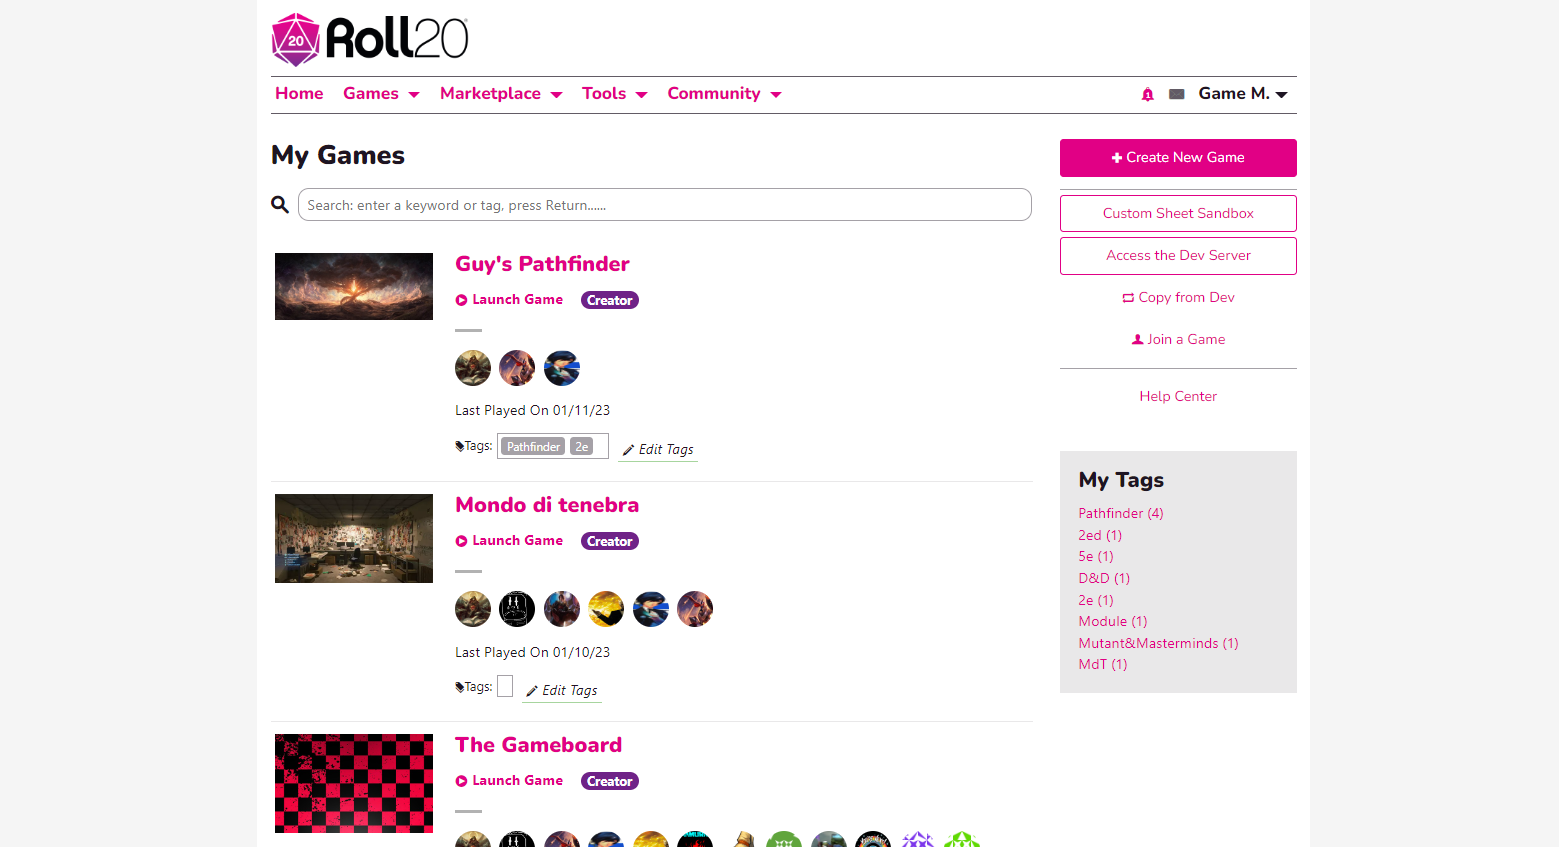 20 Roll20
Home Games Marketplace Tools Community 1 Game M.
My Games
Search: enter a keyword or tag, press Return......
Guy's Pathfinder
Launch Game Creator
Last Played On 01/11/23
Tags: Pathfinder 2e Edit Tags
Mondo di tenebra
Launch Game Creator
Last Played On 01/10/23
Tags: Edit Tags
The Gameboard
Launch Game Creator
Create New Game
Custom Sheet Sandbox
Access the Dev Server
Copy from Dev
Join a Game
Help Center
My Tags
Pathfinder (4)
2ed (1)
5e (1)
D&D (1)
2e (1)
Module (1)
Mutant&Masterminds (1)
MdT (1)